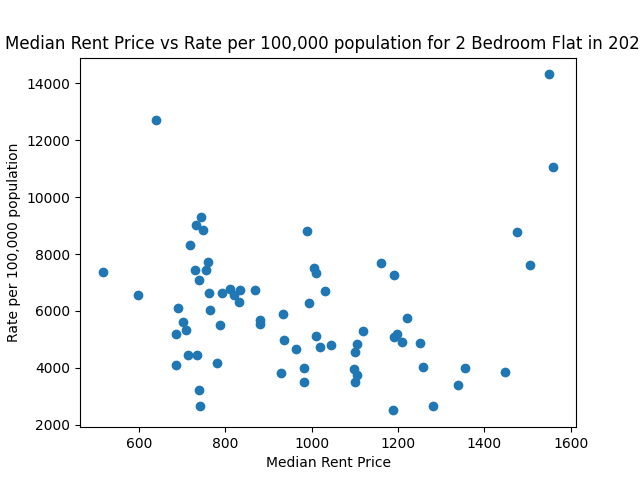 Median Rent Price vs Rate per 100,000 population for 2 Bedroom Flat in 202
14000
12000
10000
8000
6000
4000
2000
Rate per 100,000 population
600 800 1000 1200 1400 1600
Median Rent Price